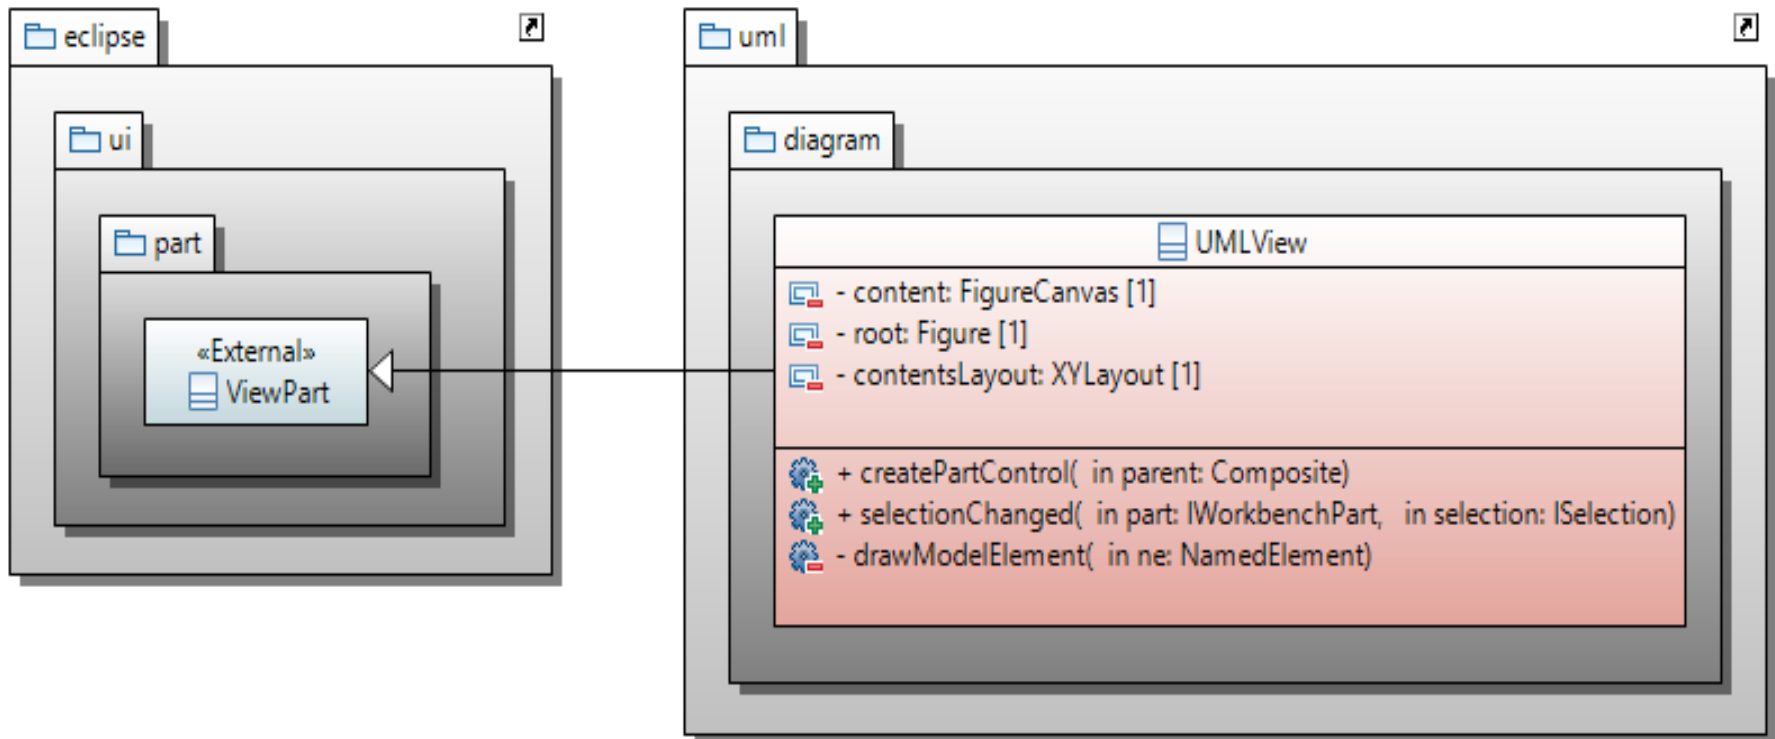 eclipse
ui
part
«External»
ViewPart
uml
diagram
UMLView
- content: FigureCanvas [1]
- root: Figure [1]
- contentsLayout: XYLayout [1]
+ createPartControl(  in parent: Composite)
+ selectionChanged(  in part: IWorkbenchPart,   in selection: ISelection)
- drawModelElement(  in ne: NamedElement)